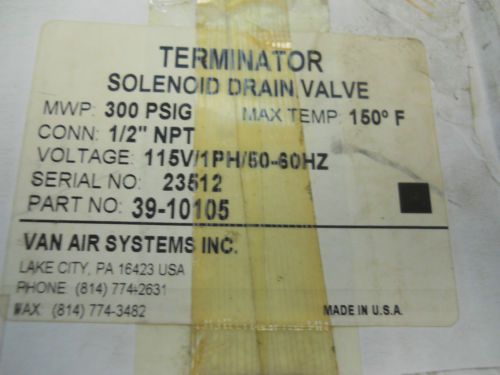 TERMINATOR
SOLENOID DRAIN VALVE
MWP: 300 PSIG MAX TEMP: 150º F
CONN: 1/2" NPT
VOLTAGE: 115V/1PH/50-60HZ
SERIAL NO: 23512
PART NO: 39-10105
VAN AIR SYSTEMS INC.
LAKE CITY, PA 16423 USA
PHONE: (814) 774-2631
FAX: (814) 774-3482
MADE IN U.S.A.